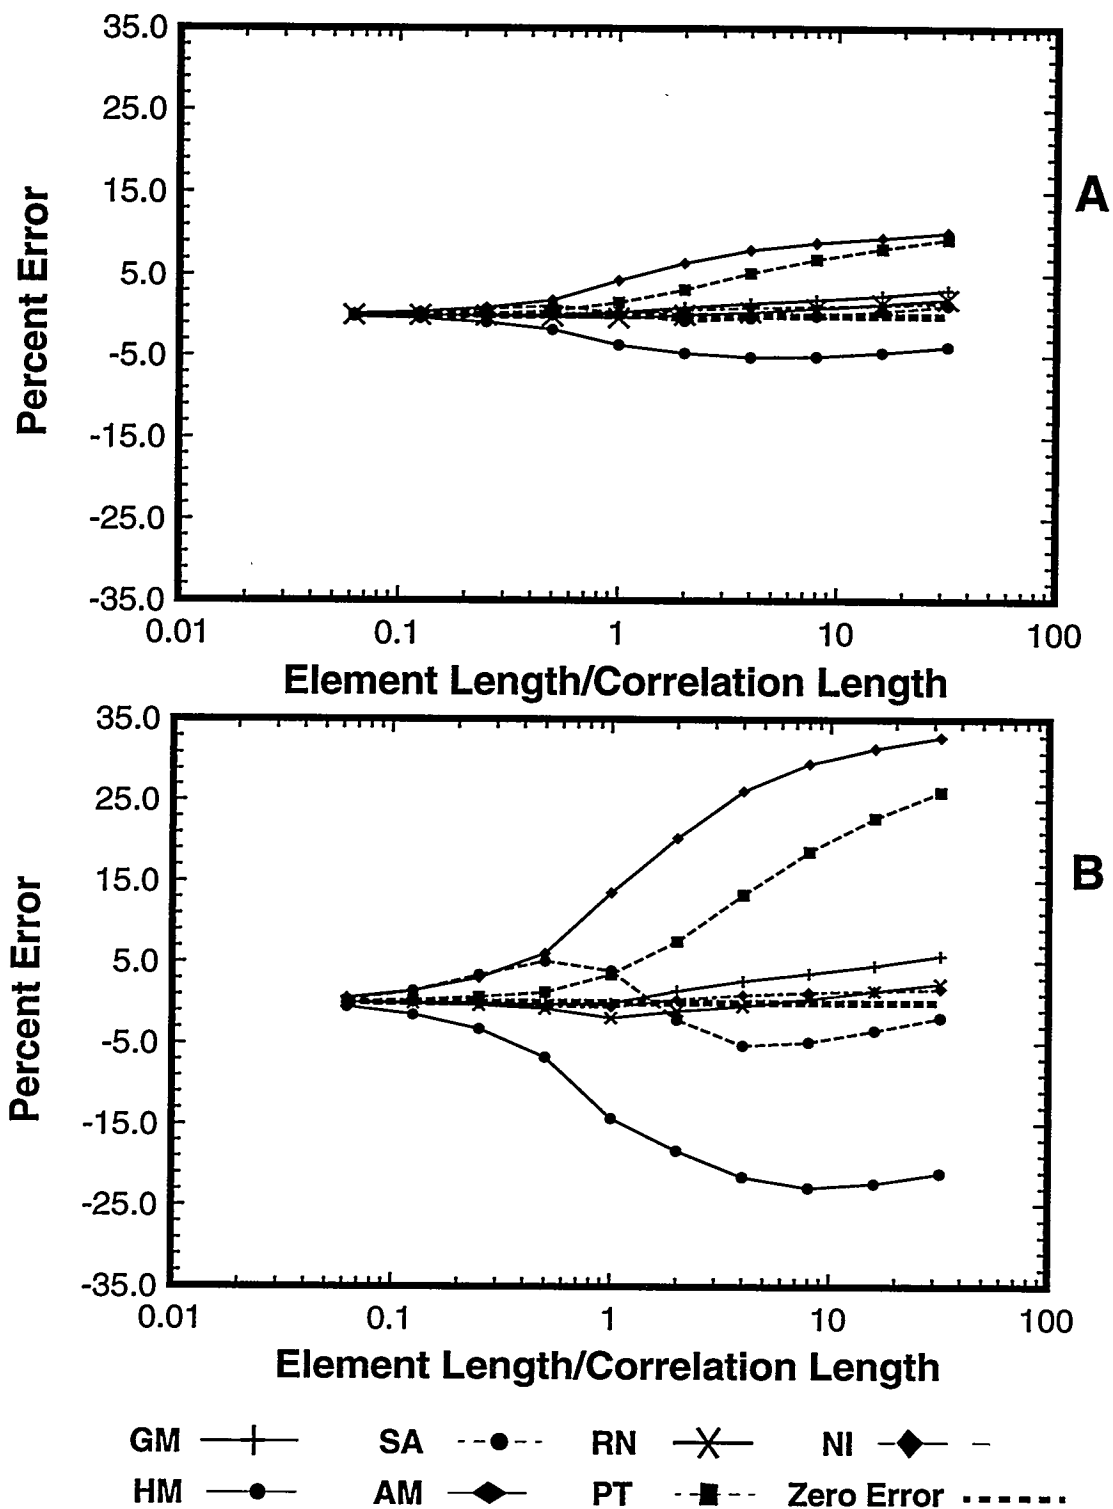 35.0
25.0
15.0
5.0
-5.0
-15.0
-25.0
-35.0
Percent Error
A
0.01 0.1 1 10 100
Element Length/Correlation Length
35.0
25.0
15.0
5.0
-5.0
-15.0
-25.0
-35.0
Percent Error
B
0.01 0.1 1 10 100
Element Length/Correlation Length
GM SA RN NI
HM AM PT Zero Error